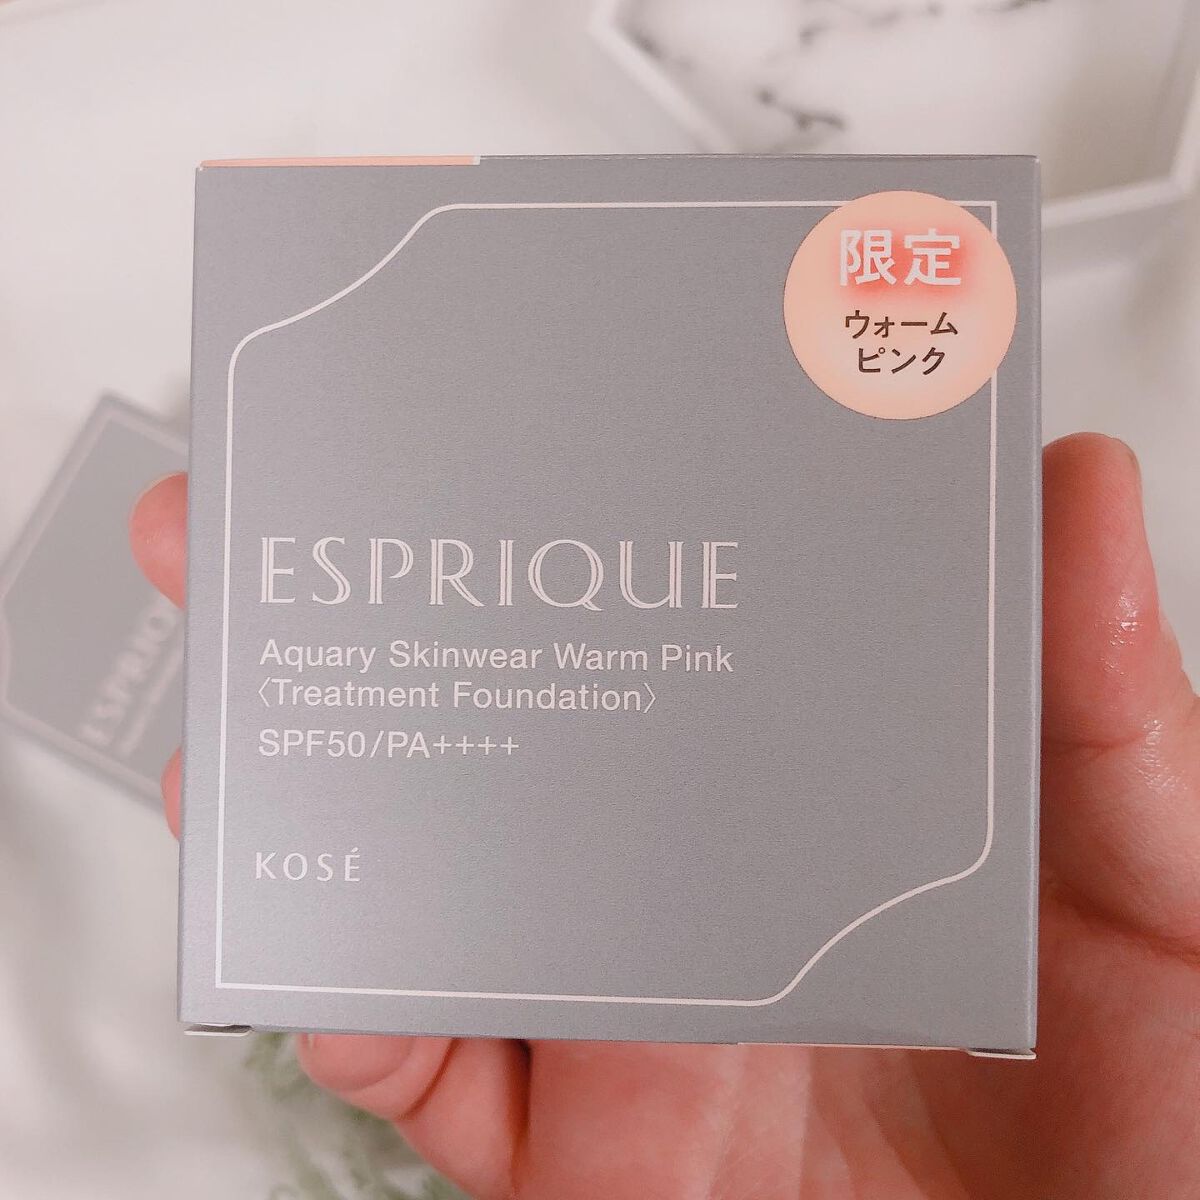 限定
ウォーム
ピンク
ESPRIQUE
Aquary Skinwear Warm Pink
〈Treatment Foundation〉
SPF50/PA++++
KOSÉ
ESPRIQ